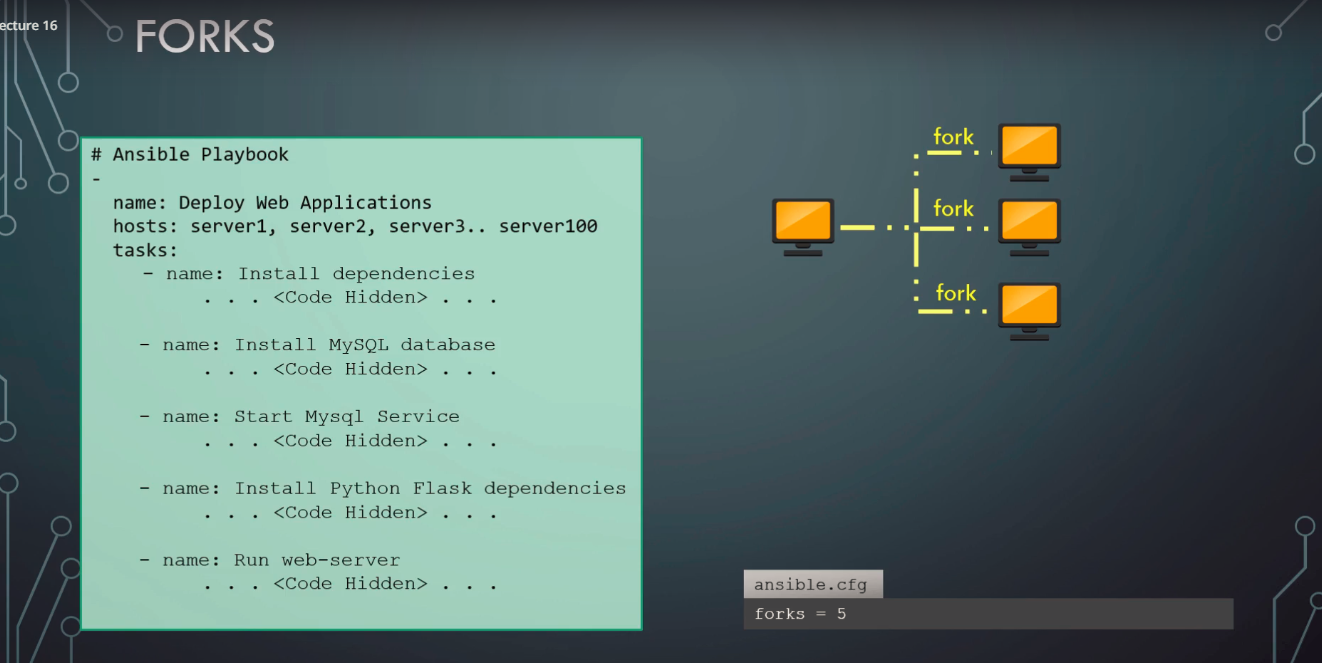 ecture 16
FORKS
# Ansible Playbook
-
name: Deploy Web Applications
hosts: server1, server2, server3.. server100
tasks:
- name: Install dependencies
. . . <Code Hidden> . . .
- name: Install MySQL database
. . . <Code Hidden> . . .
- name: Start Mysql Service
. . . <Code Hidden> . . .
- name: Install Python Flask dependencies
. . . <Code Hidden> . . .
- name: Run web-server
. . . <Code Hidden> . . .
fork
fork
fork
ansible.cfg
forks = 5